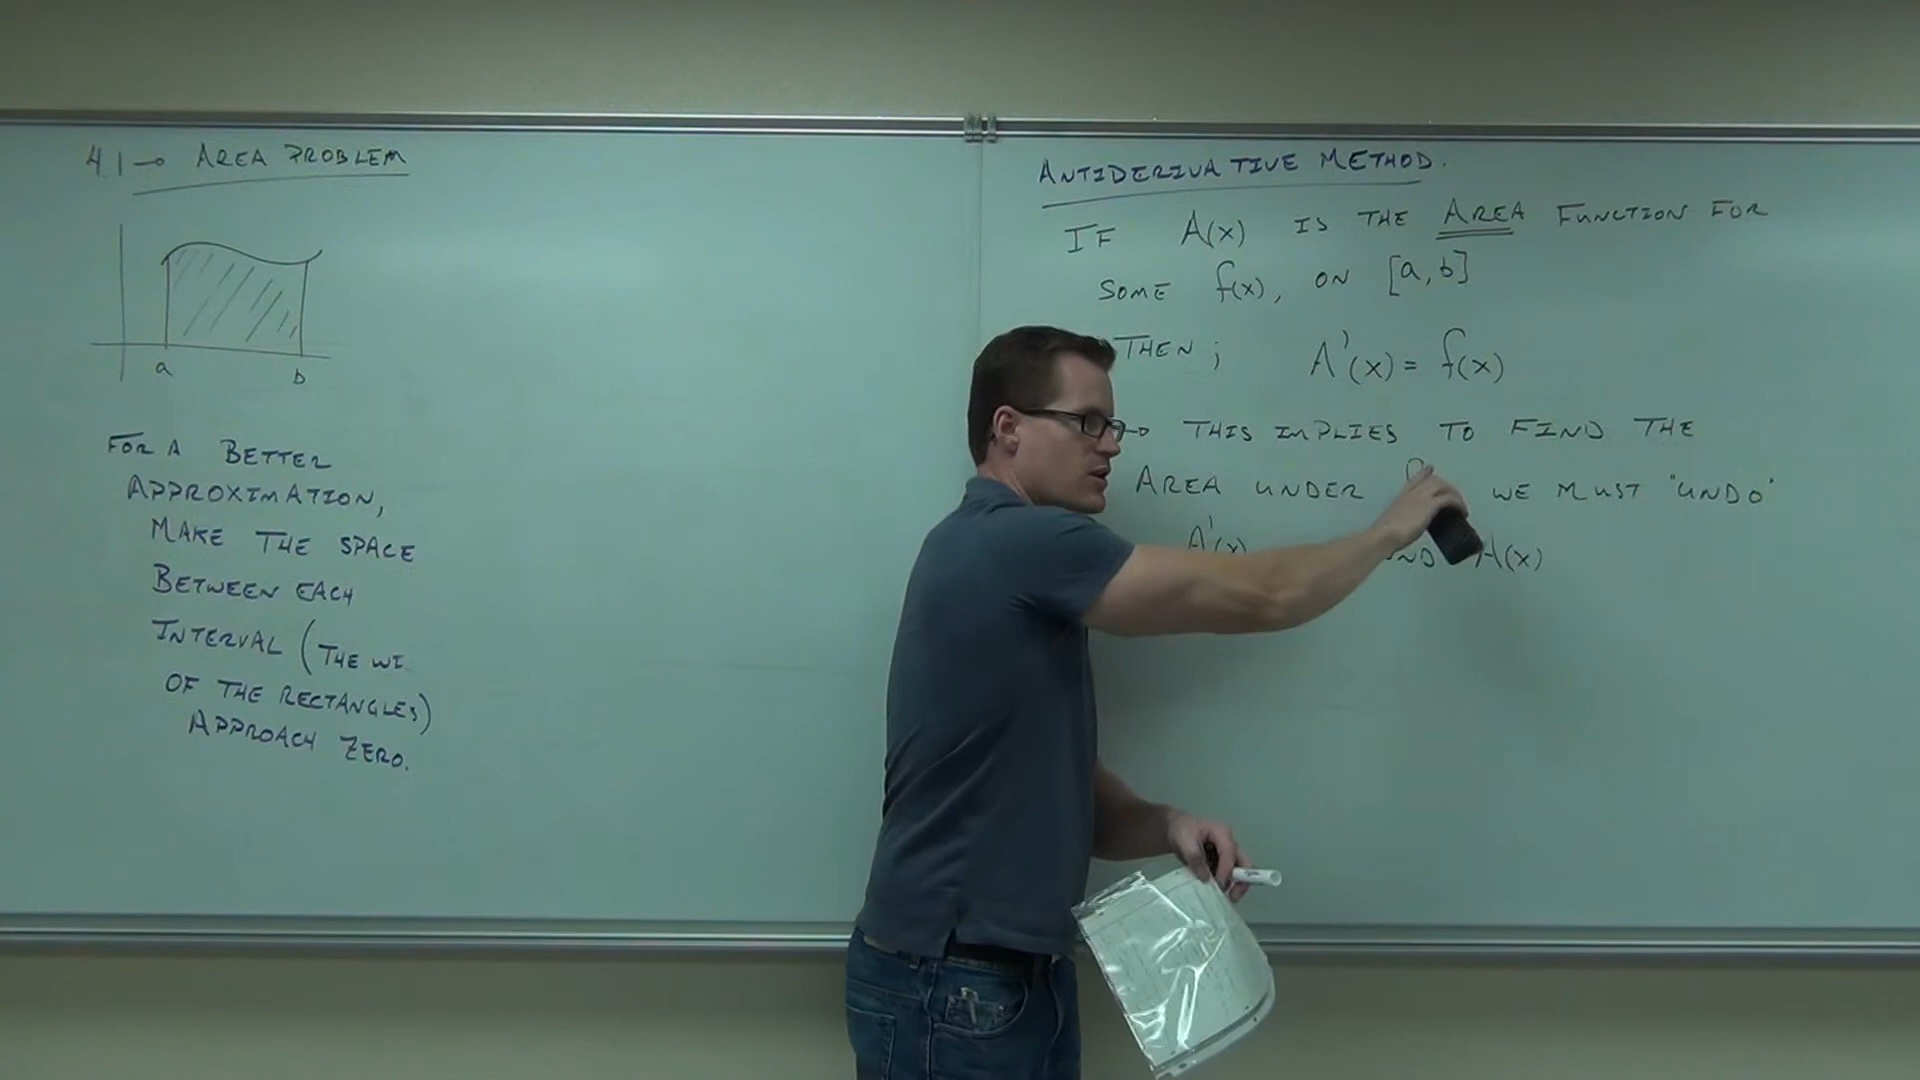 4.1 → AREA PROBLEM
a
b
FOR A BETTER
APPROXIMATION,
MAKE THE SPACE
BETWEEN EACH
INTERVAL (THE WI
OF THE RECTANGLES)
APPROACH ZERO.
ANTIDERIVATIVE METHOD.
IF A(x) IS THE AREA FUNCTION FOR
SOME f(x), ON [a, b]
THEN; A'(x) = f(x)
→ THIS IMPLIES TO FIND THE
AREA UNDER WE MUST "UNDO"
A'(x) A(x)